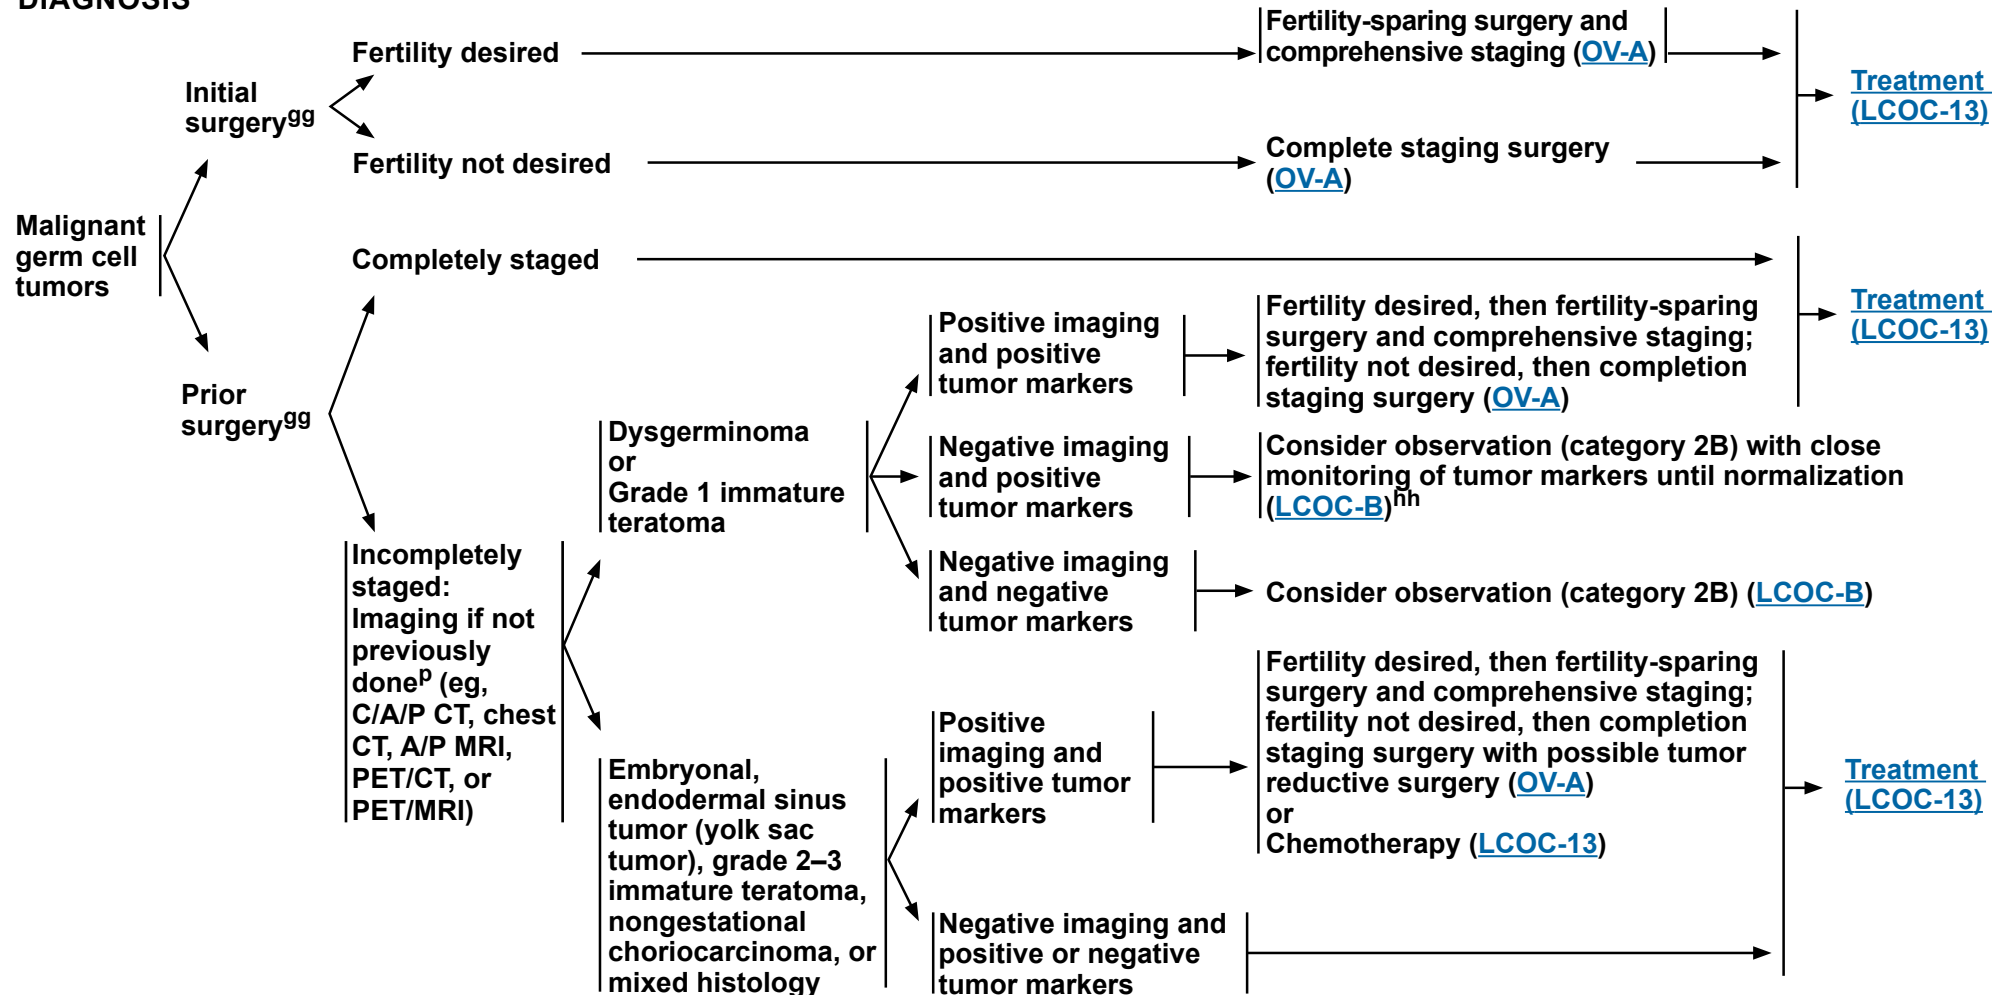 DIAGNOSIS
Fertility desired
Fertility-sparing surgery and
comprehensive staging (OV-A)
Initial
surgerygg
Treatment
(LCOC-13)
Fertility not desired
Complete staging surgery
(OV-A)
Malignant
germ cell
tumors
Completely staged
Treatment
(LCOC-13)
Prior
surgerygg
Positive imaging
and positive
tumor markers
Fertility desired, then fertility-sparing
surgery and comprehensive staging;
fertility not desired, then completion
staging surgery (OV-A)
Dysgerminoma
or
Grade 1 immature
teratoma
Negative imaging
and positive
tumor markers
Consider observation (category 2B) with close
monitoring of tumor markers until normalization
(LCOC-B)hh
Negative imaging
and negative
tumor markers
Consider observation (category 2B) (LCOC-B)
Incompletely
staged:
Imaging if not
previously
donep (eg,
C/A/P CT, chest
CT, A/P MRI,
PET/CT, or
PET/MRI)
Embryonal,
endodermal sinus
tumor (yolk sac
tumor), grade 2–3
immature teratoma,
nongestational
choriocarcinoma, or
mixed histology
Positive
imaging and
positive tumor
markers
Fertility desired, then fertility-sparing
surgery and comprehensive staging;
fertility not desired, then completion
staging surgery with possible tumor
reductive surgery (OV-A)
or
Chemotherapy (LCOC-13)
Treatment
(LCOC-13)
Negative imaging and
positive or negative
tumor markers